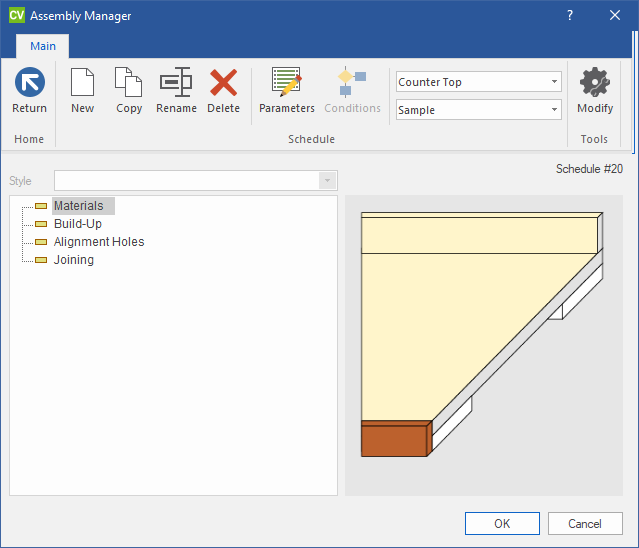 CV Assembly Manager ?
Main
Return New Copy Rename Delete Parameters Conditions Counter Top Sample Modify
Home Schedule Tools
Schedule #20
Style
Materials
Build-Up
Alignment Holes
Joining
OK Cancel